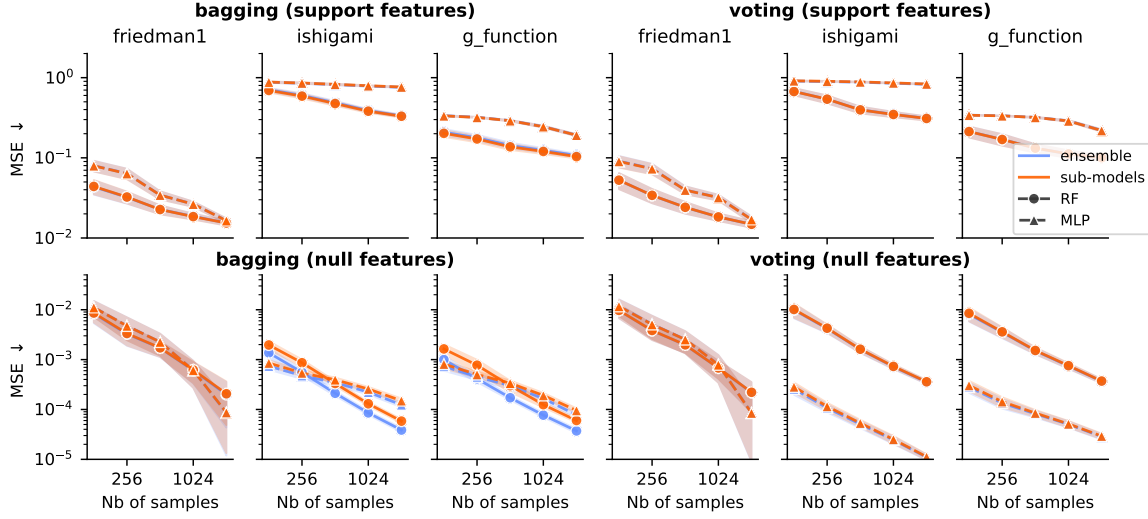 bagging (support features)
voting (support features)
friedman1
ishigami
g_function
friedman1
ishigami
g_function
MSE ↓
10⁰
10⁻¹
10⁻²
ensemble
sub-models
RF
MLP
bagging (null features)
voting (null features)
MSE ↓
10⁻²
10⁻³
10⁻⁴
10⁻⁵
256 1024
256 1024
256 1024
256 1024
256 1024
256 1024
Nb of samples
Nb of samples
Nb of samples
Nb of samples
Nb of samples
Nb of samples